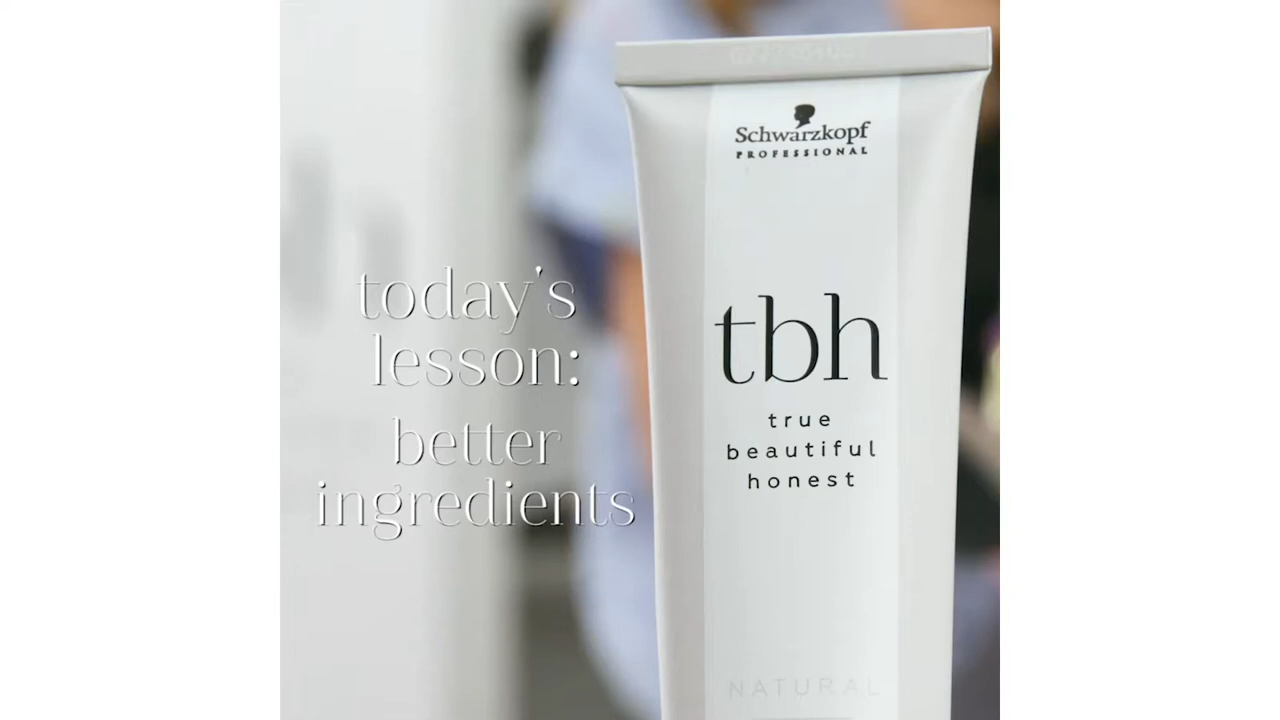 today's
lesson:
better
ingredients
Schwarzkopf
PROFESSIONAL
tbh
true
beautiful
honest
NATURAL